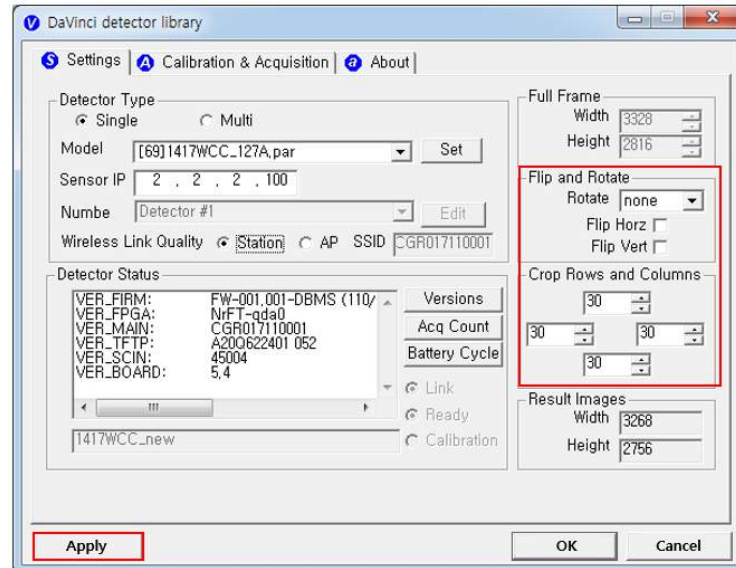 DaVinci detector library
Settings
Calibration & Acquisition
About
Detector Type
Single
Multi
Model
[69]1417WCC_127A,par
Set
Sensor IP
2 . 2 . 2 . 100
Numbe
Detector #1
Edit
Wireless Link Quality
Station
AP
SSID
CGR017110001
Detector Status
VER_FIRM: FW-001,001-DBMS (110/
VER_FPGA: NrFT-qda0
VER_MAIN: CGR017110001
VER_TFTP: A20Q622401 052
VER_SCIN: 45004
VER_BOARD: 5,4
Versions
Acq Count
Battery Cycle
Link
Ready
Calibration
1417WCC_new
Full Frame
Width 3328
Height 2816
Flip and Rotate
Rotate none
Flip Horz
Flip Vert
Crop Rows and Columns
30
30 30
30
Result Images
Width 3268
Height 2756
Apply
OK
Cancel